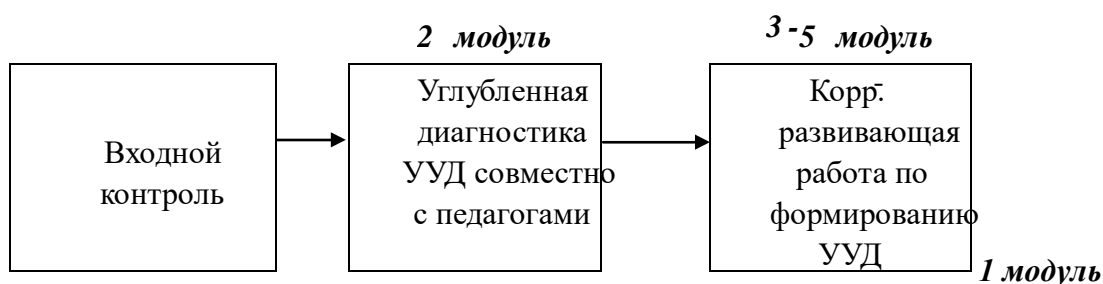 2 модуль
3-5 модуль
Входной
контроль
Углубленная
диагностика
УУД совместно
с педагогами
Корр.-
развивающая
работа по
формированию
УУД
1 модуль